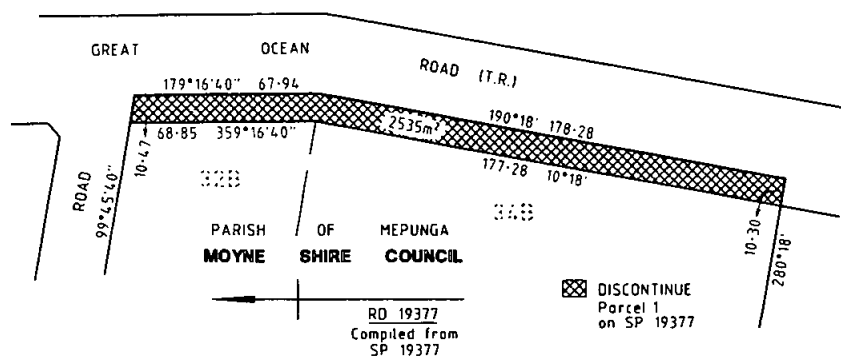 GREAT OCEAN ROAD (T.R.)
179°16'40" 67·94
190°18' 178·28
2535m²
68·85 359°16'40"
177·28 10°18'
10·47
ROAD
99°45'40"
32B
34B
10·30
280°18'
PARISH OF MEPUNGA
MOYNE SHIRE COUNCIL
RD 19377
Compiled from
SP 19377
DISCONTINUE
Parcel 1
on SP 19377